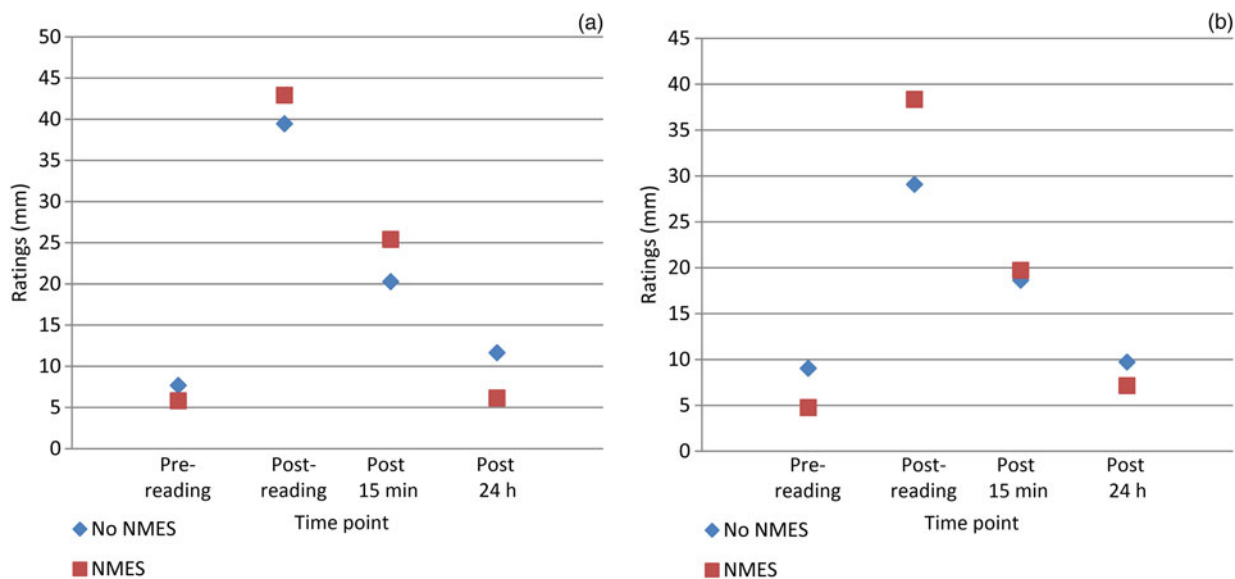 (a)
50
45
40
35
30
25
20
15
10
5
0
Ratings (mm)
Pre-
reading
Post-
reading
Post
15 min
Post
24 h
Time point
No NMES
NMES
(b)
45
40
35
30
25
20
15
10
5
0
Ratings (mm)
Pre-
reading
Post-
reading
Post
15 min
Post
24 h
Time point
No NMES
NMES